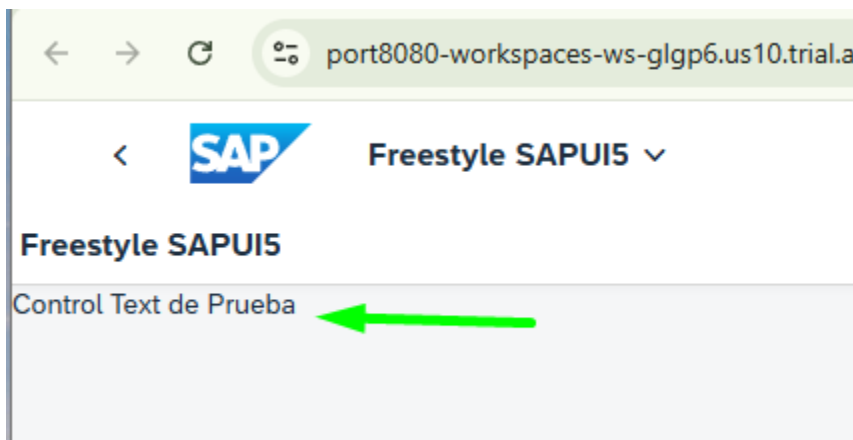 port8080-workspaces-ws-glgp6.us10.trial.a
SAP Freestyle SAPUI5
Freestyle SAPUI5
Control Text de Prueba